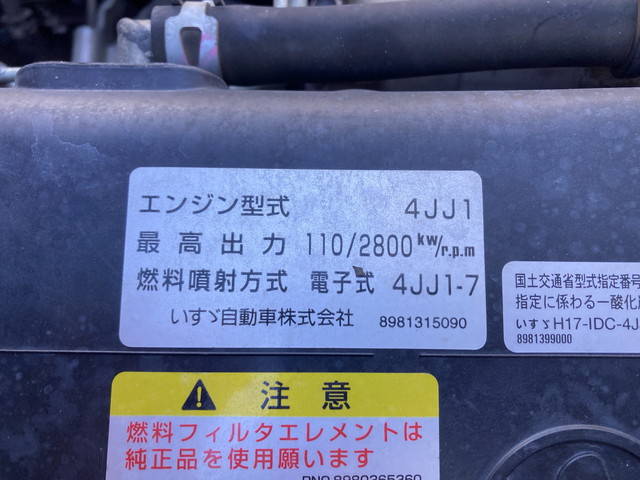 エンジン型式 4JJ1
最高出力 110/2800 kw/r.p.m
燃料噴射方式 電子式 4JJ1-7
いすゞ自動車株式会社 8981315090
国土交通省型式指定番号
指定に係わる一酸化
いすゞH17-IDC-4J
8981399000
注意
燃料フィルタエレメントは
純正品を使用願います
PNO 8980365360